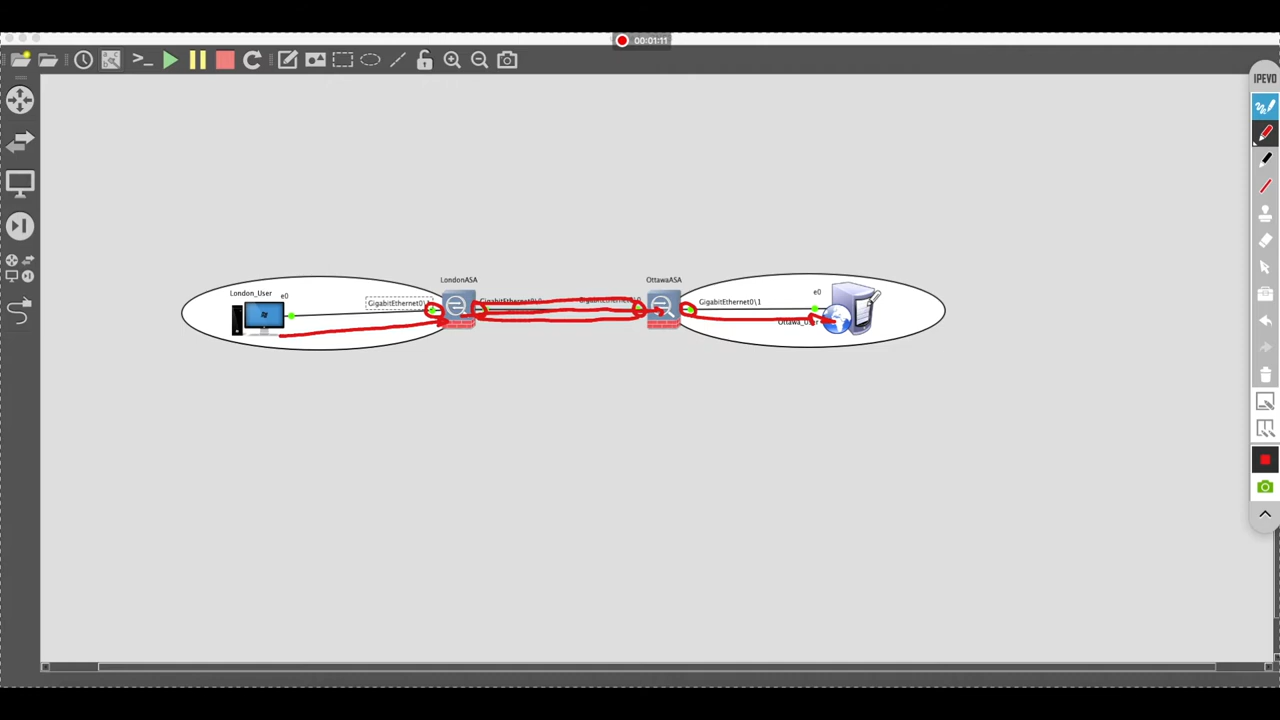 00:01:11
IPEVO
LondonASA
OttawaASA
London_User
e0
e0
GigabitEthernet0\1
GigabitEthernet0\1